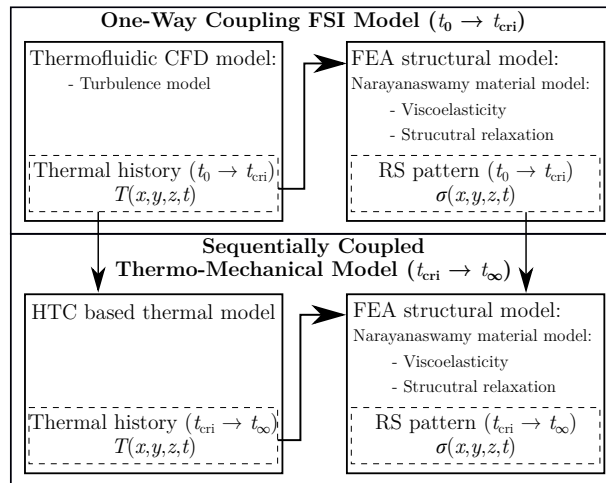 One-Way Coupling FSI Model (t₀ → t_cri)
Thermofluidic CFD model:
- Turbulence model
Thermal history (t₀ → t_cri)
T(x,y,z,t)
FEA structural model:
Narayanaswamy material model:
- Viscoelasticity
- Strucutral relaxation
RS pattern (t₀ → t_cri)
σ(x,y,z,t)
Sequentially Coupled
Thermo-Mechanical Model (t_cri → t_∞)
HTC based thermal model
Thermal history (t_cri → t_∞)
T(x,y,z,t)
FEA structural model:
Narayanaswamy material model:
- Viscoelasticity
- Strucutral relaxation
RS pattern (t_cri → t_∞)
σ(x,y,z,t)